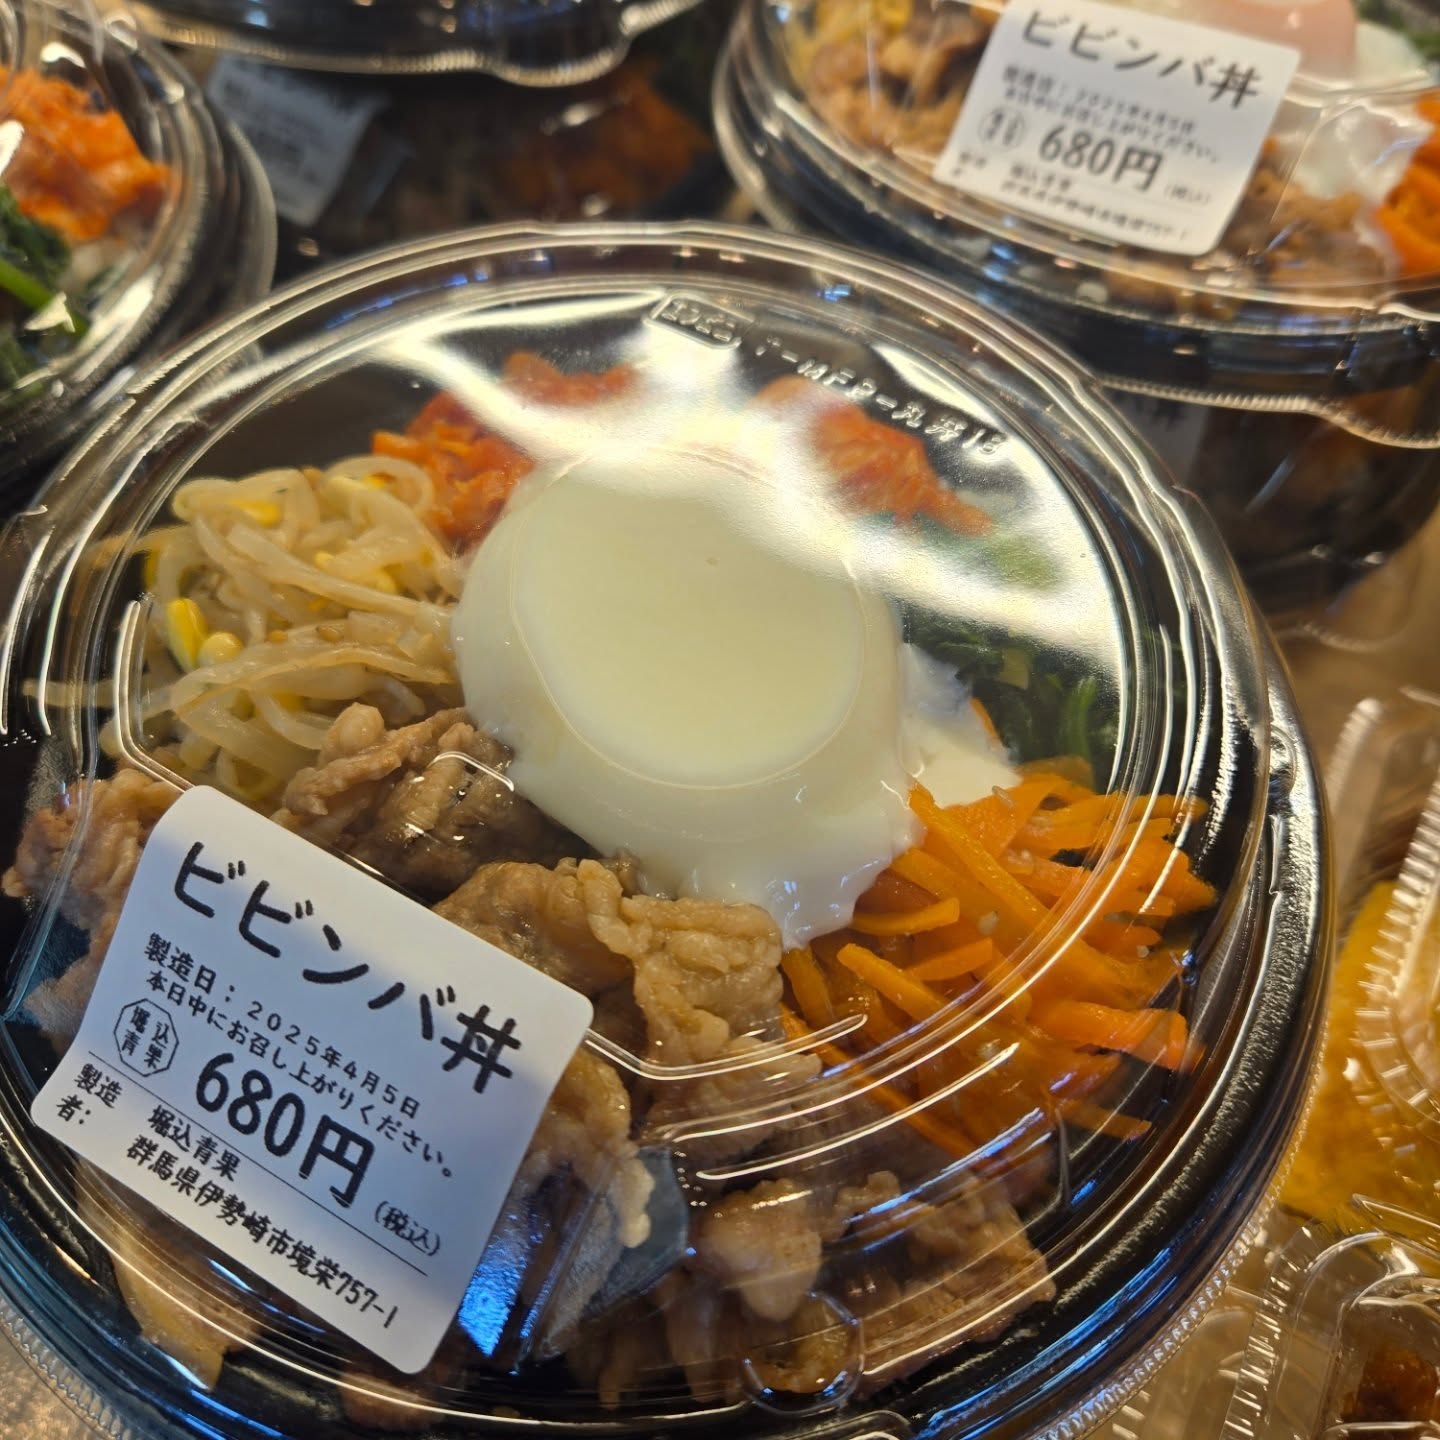 ビビンバ丼
680円
(税込)
ビビンバ丼
製造日：2025年4月5日
本日中にお召し上がりください。
堀込
青果
680円
(税込)
製造者：
堀込青果
群馬県伊勢崎市境栄757-1